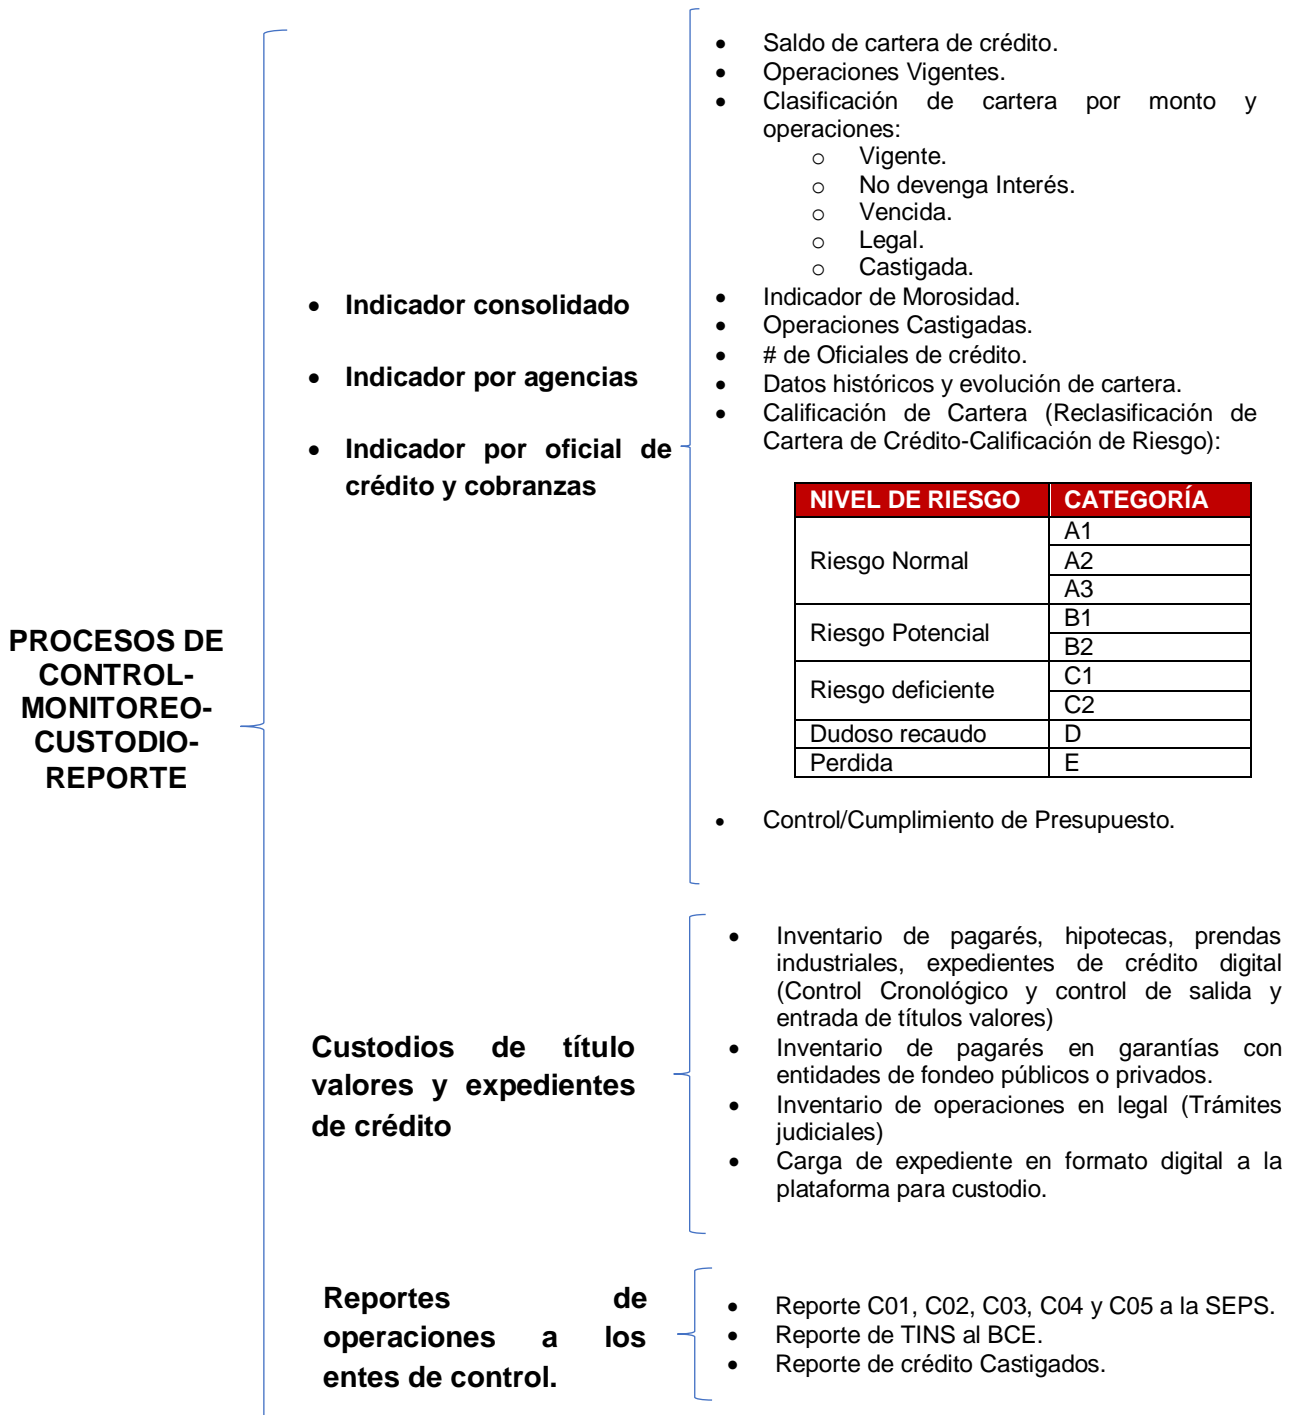 PROCESOS DE
CONTROL-
MONITOREO-
CUSTODIO-
REPORTE
• Indicador consolidado
• Indicador por agencias
• Indicador por oficial de
crédito y cobranzas
• Saldo de cartera de crédito.
• Operaciones Vigentes.
• Clasificación de cartera por monto y
operaciones:
o Vigente.
o No devenga Interés.
o Vencida.
o Legal.
o Castigada.
• Indicador de Morosidad.
• Operaciones Castigadas.
• # de Oficiales de crédito.
• Datos históricos y evolución de cartera.
• Calificación de Cartera (Reclasificación de
Cartera de Crédito-Calificación de Riesgo):
NIVEL DE RIESGO CATEGORÍA
Riesgo Normal A1
A2
A3
Riesgo Potencial B1
B2
Riesgo deficiente C1
C2
Dudoso recaudo D
Perdida E
• Control/Cumplimiento de Presupuesto.
Custodios de título
valores y expedientes
de crédito
• Inventario de pagarés, hipotecas, prendas
industriales, expedientes de crédito digital
(Control Cronológico y control de salida y
entrada de títulos valores)
• Inventario de pagarés en garantías con
entidades de fondeo públicos o privados.
• Inventario de operaciones en legal (Trámites
judiciales)
• Carga de expediente en formato digital a la
plataforma para custodio.
Reportes de
operaciones a los
entes de control.
• Reporte C01, C02, C03, C04 y C05 a la SEPS.
• Reporte de TINS al BCE.
• Reporte de crédito Castigados.